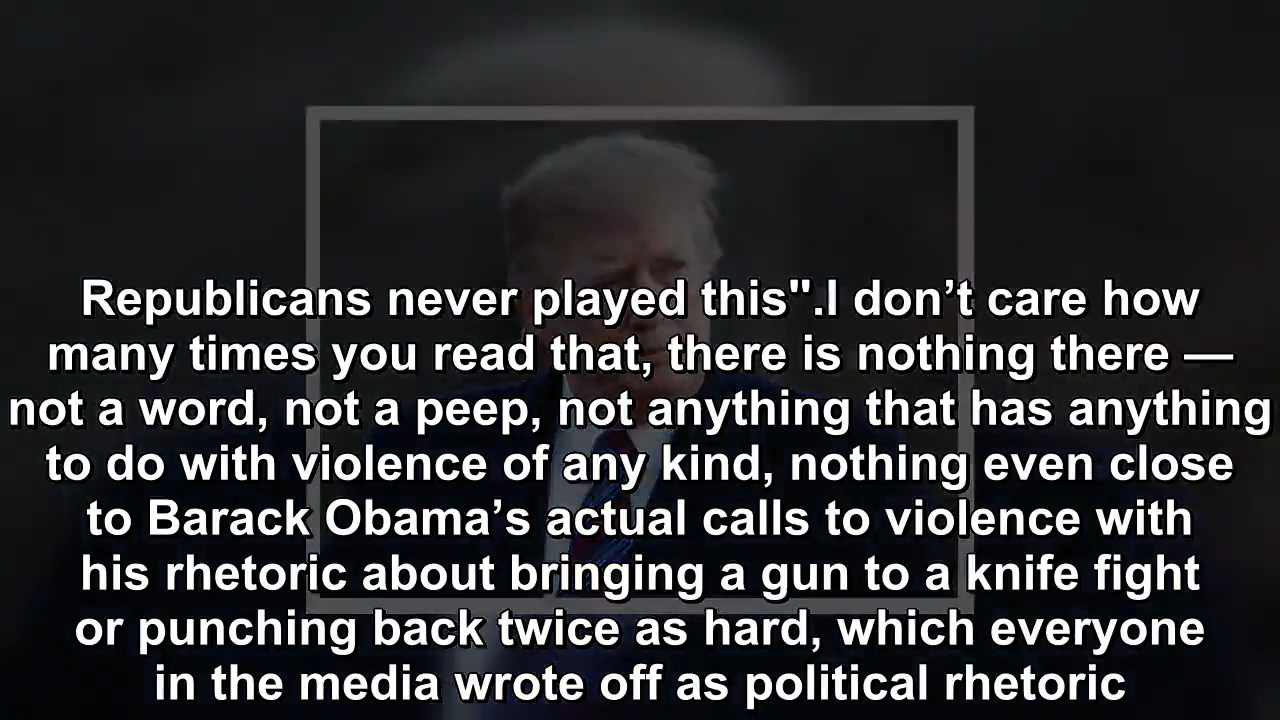 Republicans never played this".I don’t care how
many times you read that, there is nothing there —
not a word, not a peep, not anything that has anything
to do with violence of any kind, nothing even close
to Barack Obama’s actual calls to violence with
his rhetoric about bringing a gun to a knife fight
or punching back twice as hard, which everyone
in the media wrote off as political rhetoric